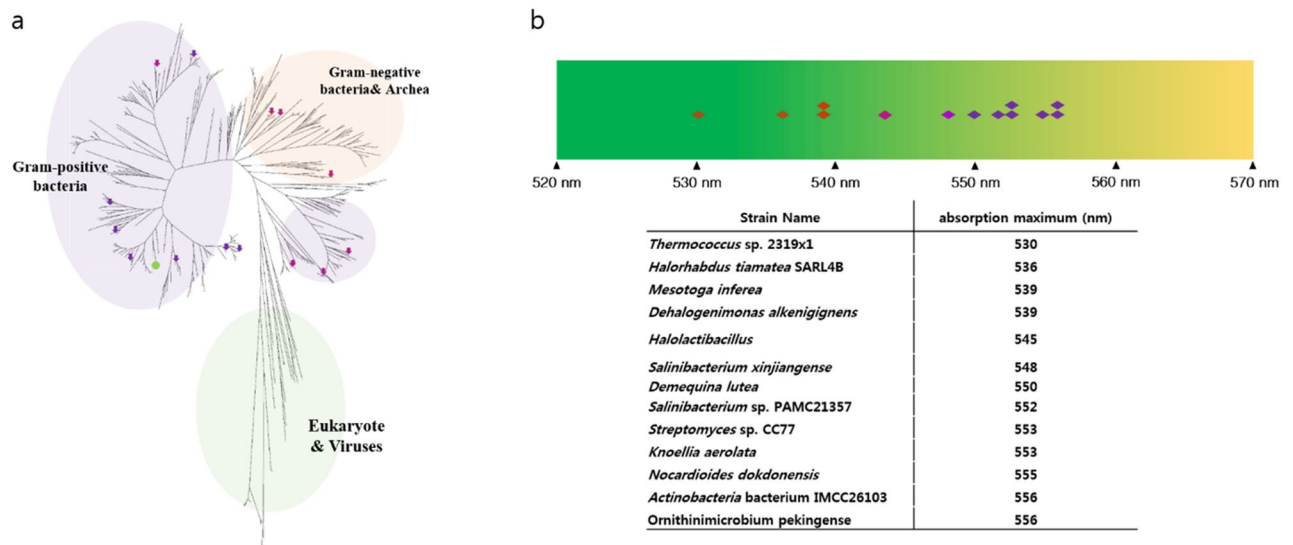 a
b
Gram-negative
bacteria& Archea
Gram-positive
bacteria
Eukaryote
& Viruses
520 nm 530 nm 540 nm 550 nm 560 nm 570 nm
Strain Name absorption maximum (nm)
Thermococcus sp. 2319x1 530
Halorhabdus tiamatea SARL4B 536
Mesotoga inferea 539
Dehalogenimonas alkenigignens 539
Halolactibacillus 545
Salinibacterium xinjiangense 548
Demequina lutea 550
Salinibacterium sp. PAMC21357 552
Streptomyces sp. CC77 553
Knoellia aerolata 553
Nocardioides dokdonensis 555
Actinobacteria bacterium IMCC26103 556
Ornithinimicrobium pekingense 556